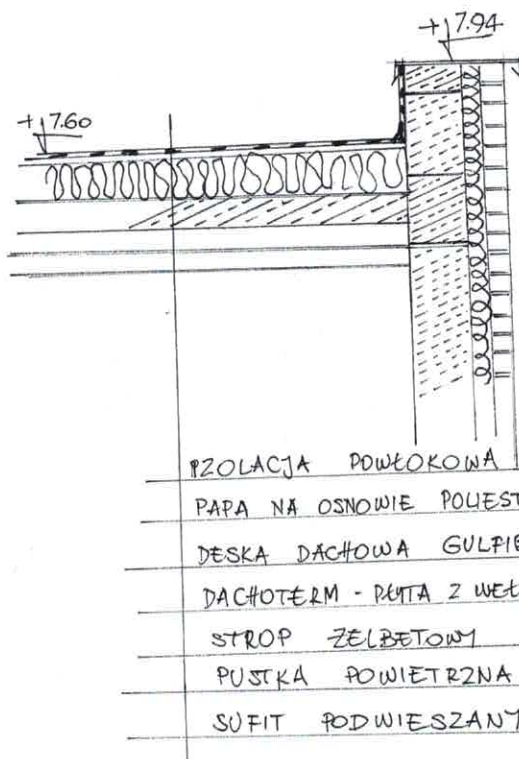 +7.94
+7.60
IZOLACJA POWŁOKOWA
PAPA NA OSNOWIE POLIEST
DESKA DACHOWA GULFIE
DACHOTERM - PŁYTA Z WEŁ
STROP ŻELBETOWY
PUSTKA POWIETRZNA
SUFIT PODWIESZANY